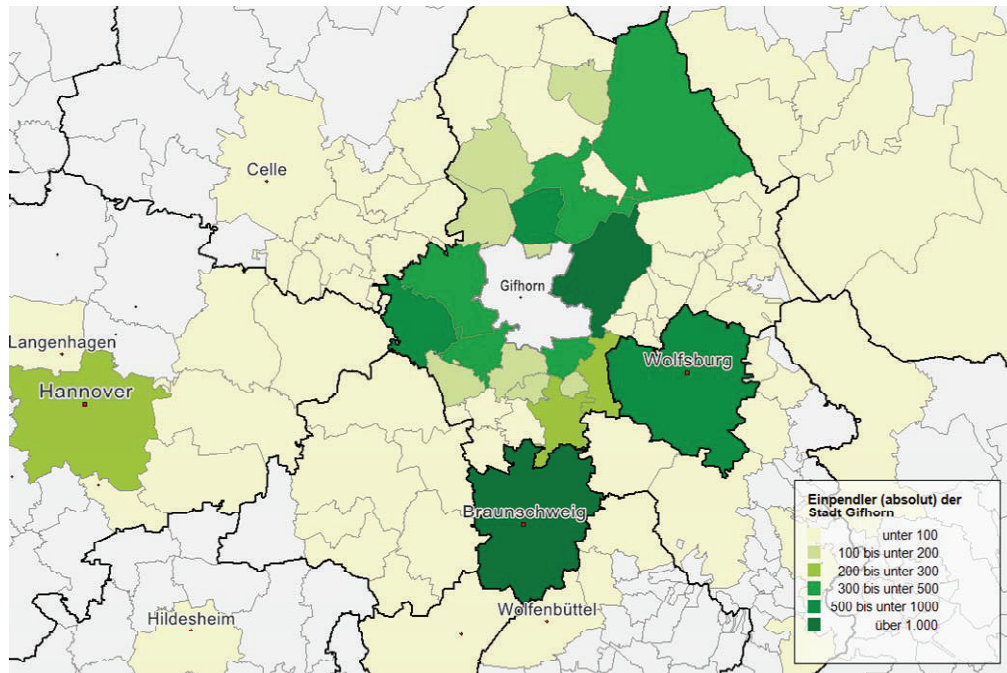 Celle
Gifhorn
Langenhagen
Hannover
Wolfsburg
Braunschweig
Wolfenbüttel
Hildesheim
Einpendler (absolut) der
Stadt Gifhorn
unter 100
100 bis unter 200
200 bis unter 300
300 bis unter 500
500 bis unter 1000
über 1.000